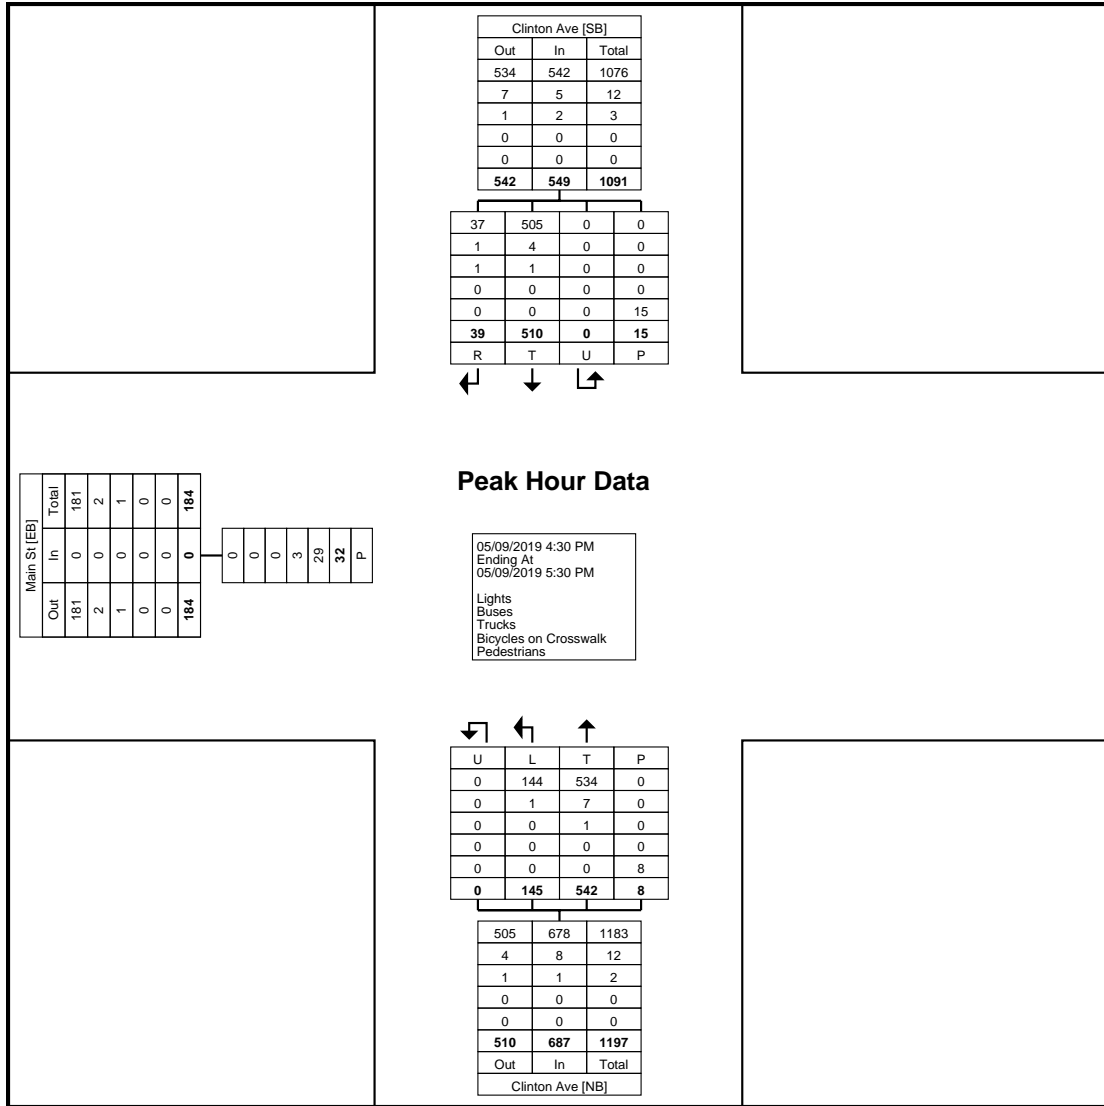 Clinton Ave [SB]
Out In Total
534 542 1076
7 5 12
1 2 3
0 0 0
0 0 0
542 549 1091
37 505 0 0
1 4 0 0
1 1 0 0
0 0 0 0
0 0 0 15
39 510 0 15
R T U P
Main St [EB]
Out In Total
181 0 181
2 0 2
1 0 1
0 0 0
0 0 0
184 0 184
0
0
0
3
29
32
P
Peak Hour Data
05/09/2019 4:30 PM
Ending At
05/09/2019 5:30 PM
Lights
Buses
Trucks
Bicycles on Crosswalk
Pedestrians
U L T P
0 144 534 0
0 1 7 0
0 0 1 0
0 0 0 0
0 0 0 8
0 145 542 8
505 678 1183
4 8 12
1 1 2
0 0 0
0 0 0
510 687 1197
Out In Total
Clinton Ave [NB]